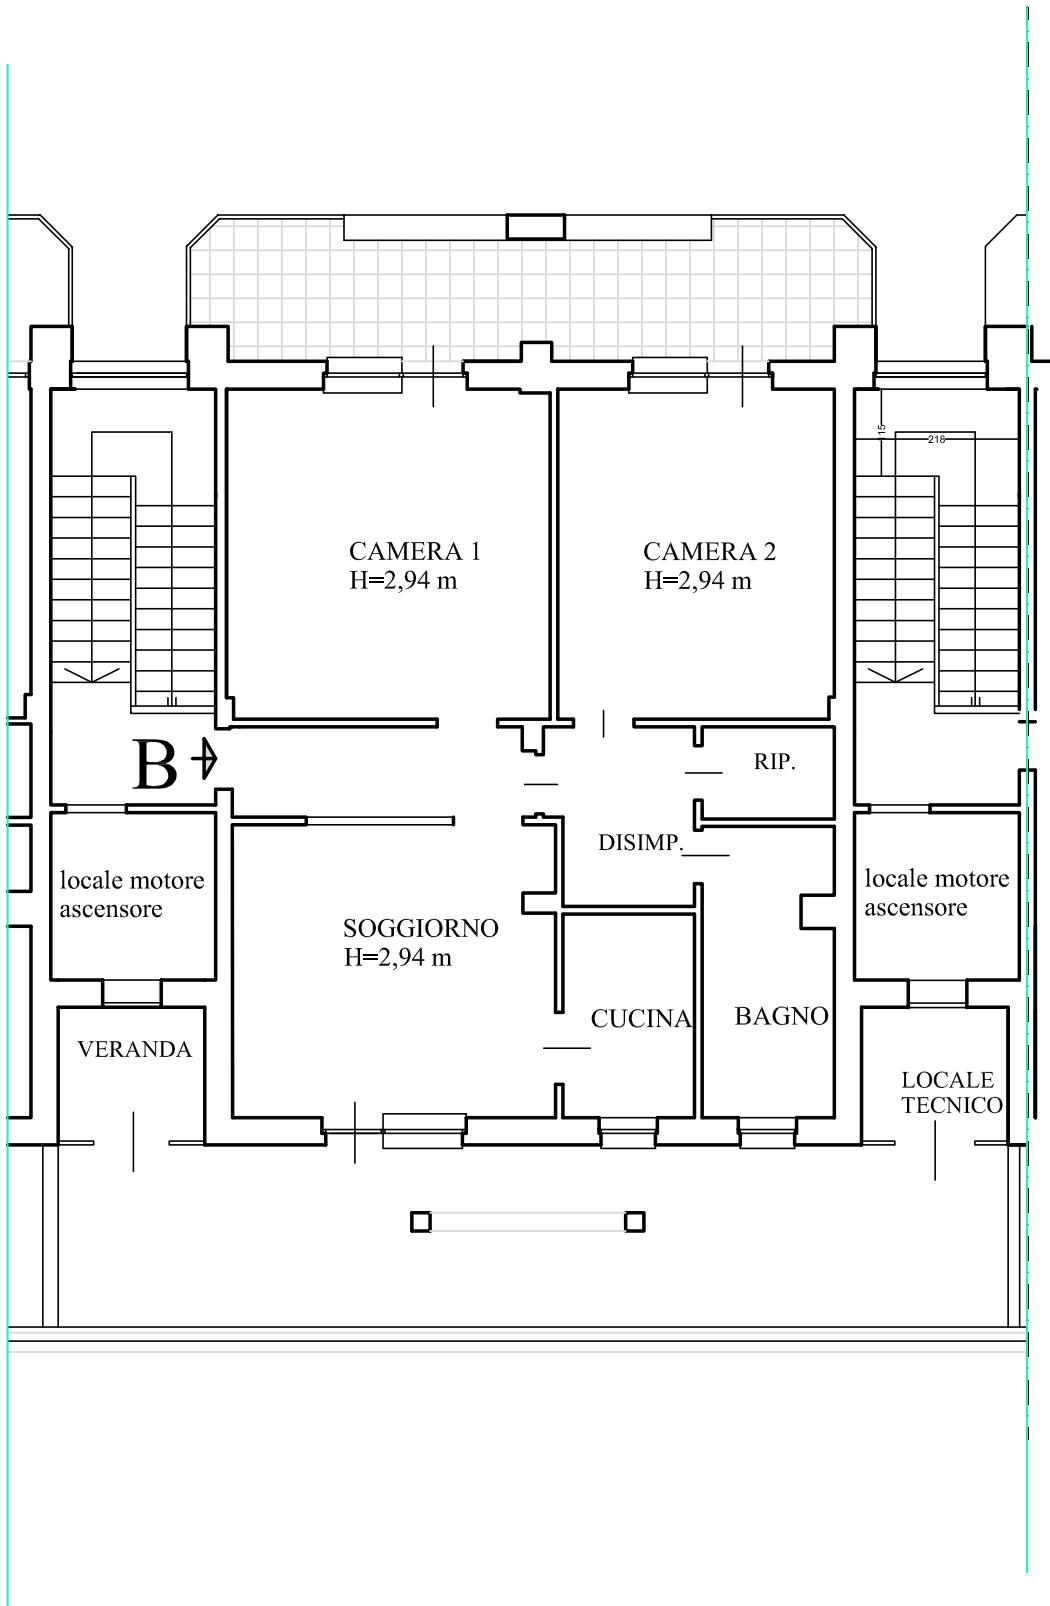 115
218
CAMERA 1
H=2,94 m
CAMERA 2
H=2,94 m
B
RIP.
DISIMP.
locale motore
ascensore
locale motore
ascensore
SOGGIORNO
H=2,94 m
CUCINA
BAGNO
VERANDA
LOCALE
TECNICO